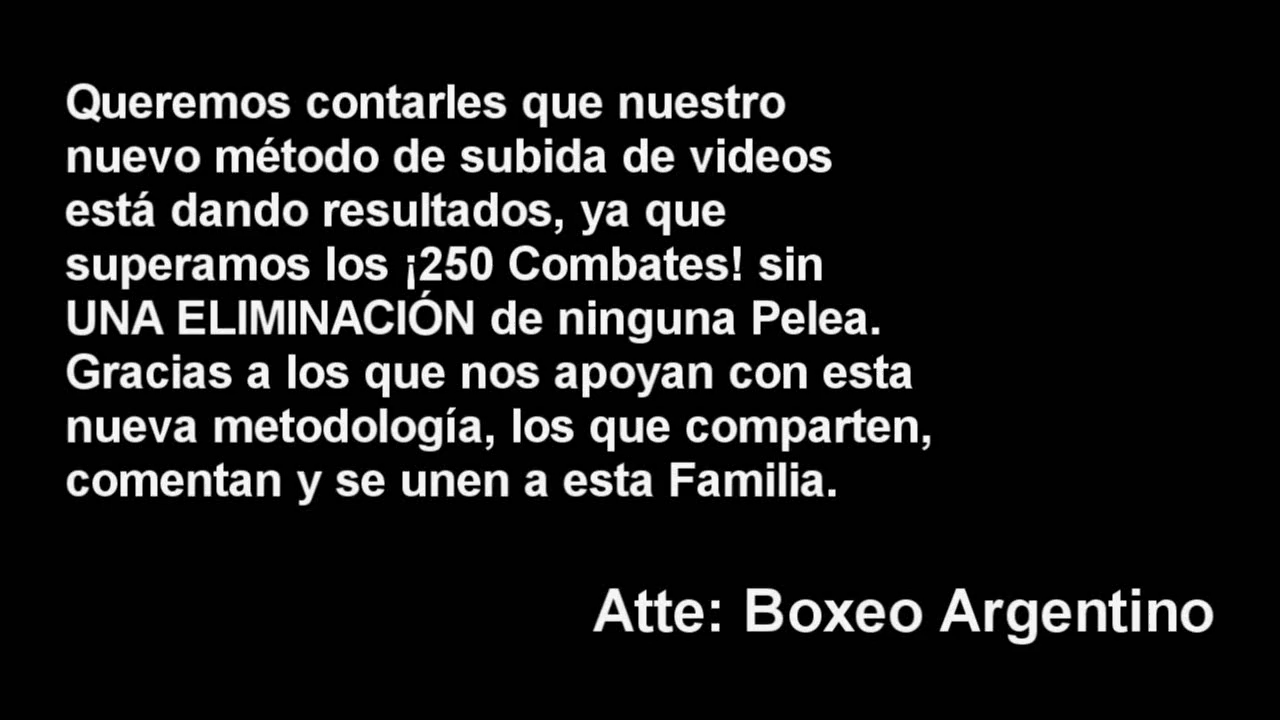 Queremos contarles que nuestro
nuevo método de subida de videos
está dando resultados, ya que
superamos los ¡250 Combates! sin
UNA ELIMINACIÓN de ninguna Pelea.
Gracias a los que nos apoyan con esta
nueva metodología, los que comparten,
comentan y se unen a esta Familia.
Atte: Boxeo Argentino